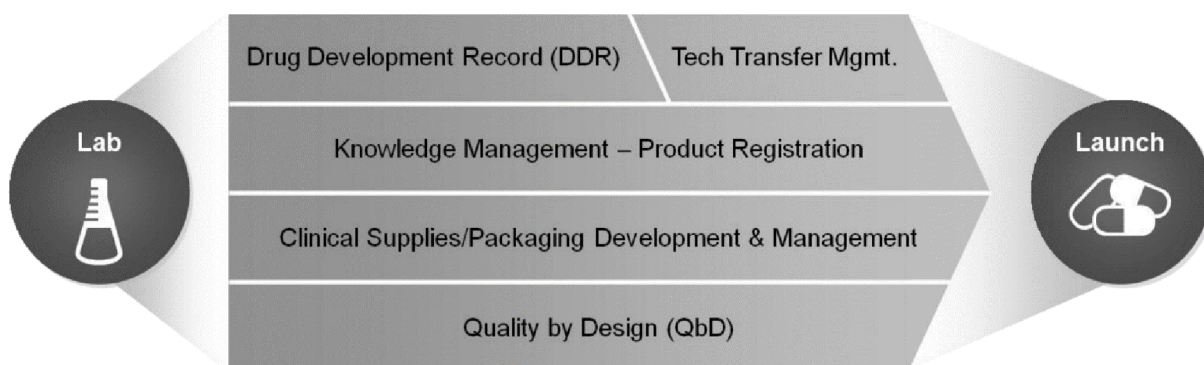 Drug Development Record (DDR)
Tech Transfer Mgmt.
Lab
Knowledge Management – Product Registration
Launch
Clinical Supplies/Packaging Development & Management
Quality by Design (QbD)